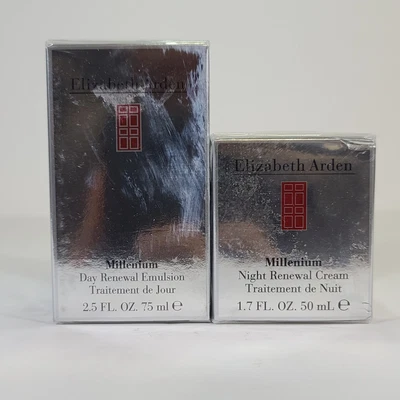 Elizabeth Arden
Millenium
Day Renewal Emulsion
Traitement de Jour
2.5 FL. OZ. 75 ml ℮
Elizabeth Arden
Millenium
Night Renewal Cream
Traitement de Nuit
1.7 FL. OZ. 50 mL ℮